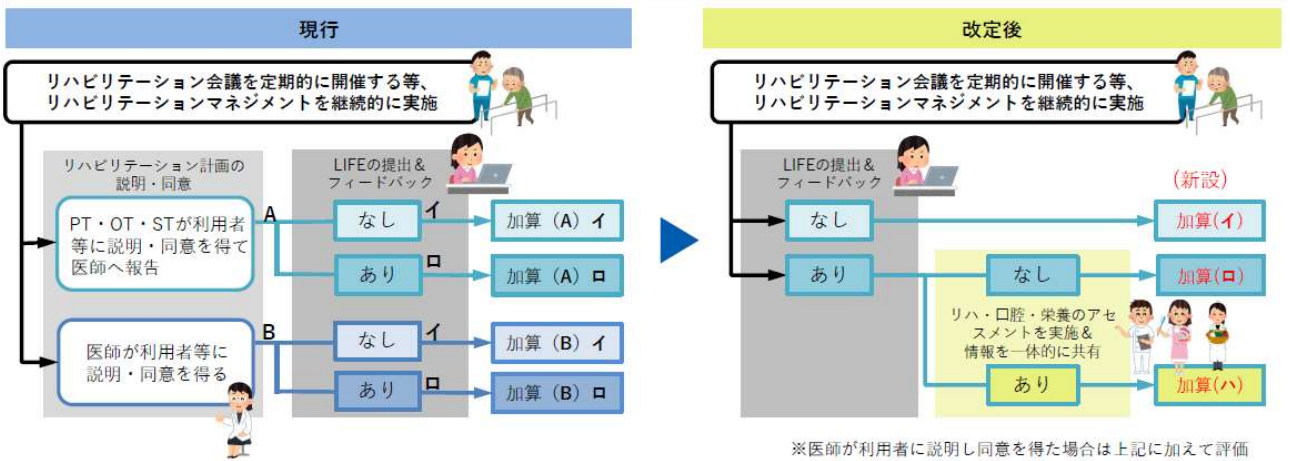 現行
リハビリテーション会議を定期的に開催する等、
リハビリテーションマネジメントを継続的に実施
リハビリテーション計画の
説明・同意
LIFEの提出&
フィードバック
PT・OT・STが利用者
等に説明・同意を得て
医師へ報告
A
なし
イ
加算（A）イ
あり
ロ
加算（A）ロ
医師が利用者等に
説明・同意を得る
B
なし
イ
加算（B）イ
あり
ロ
加算（B）ロ
改定後
リハビリテーション会議を定期的に開催する等、
リハビリテーションマネジメントを継続的に実施
LIFEの提出&
フィードバック
(新設)
なし
加算(イ)
あり
なし
加算(ロ)
リハ・口腔・栄養のアセ
スメントを実施&
情報を一体的に共有
あり
加算(ハ)
※医師が利用者に説明し同意を得た場合は上記に加えて評価